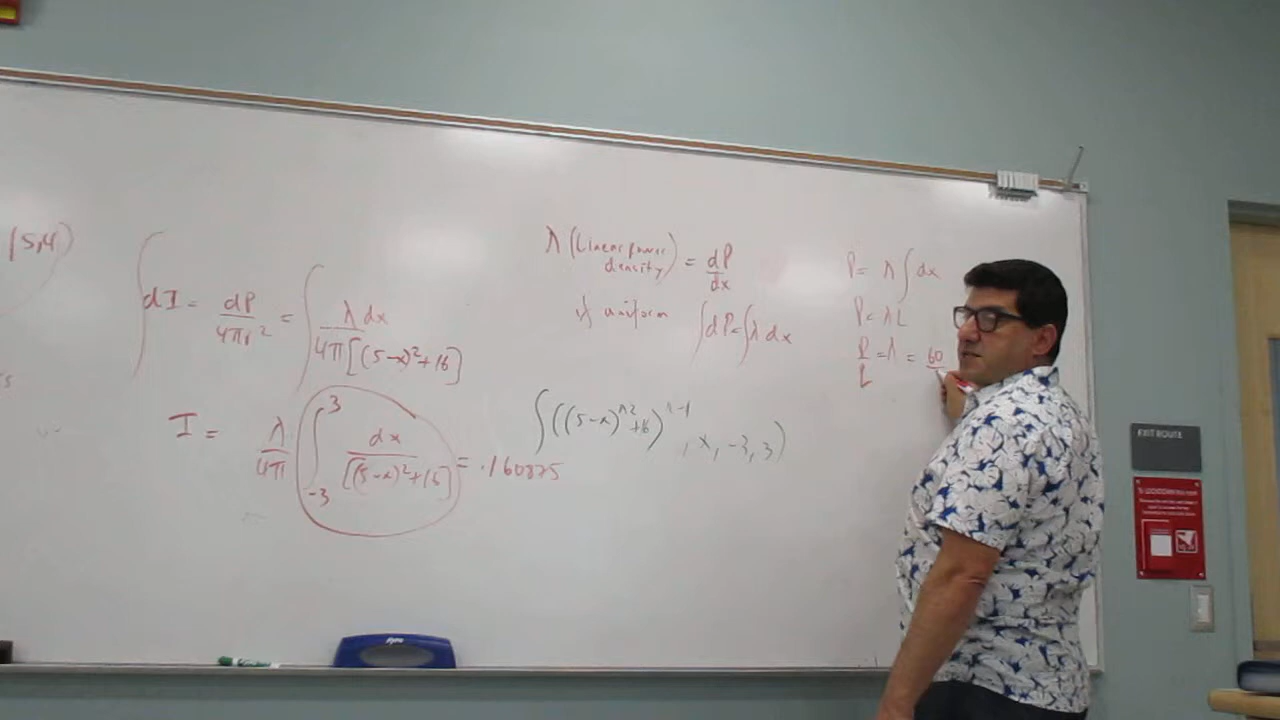 (5,4)
∫dI = dP/4πr² = ∫ λ dx / 4π[(5-x)²+16]
I = λ/4π ∫_{-3}^{3} dx / [(5-x)²+16] = .160875
λ (Linear power density) = dP/dx
if uniform ∫dP = ∫λ dx
∫(((5-x)^2+16)^-1, x, -3, 3)
P = λ∫dx
P = λL
P/L = λ = 60
EXIT ROUTE
expo